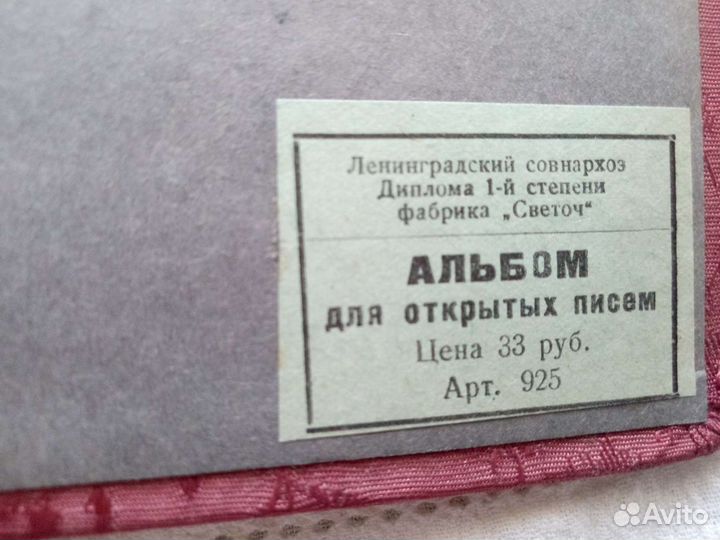 Ленинградский совнархоз
Диплома 1-й степени
фабрика „Светоч“
АЛЬБОМ
для открытых писем
Цена 33 руб.
Арт. 925
Avito